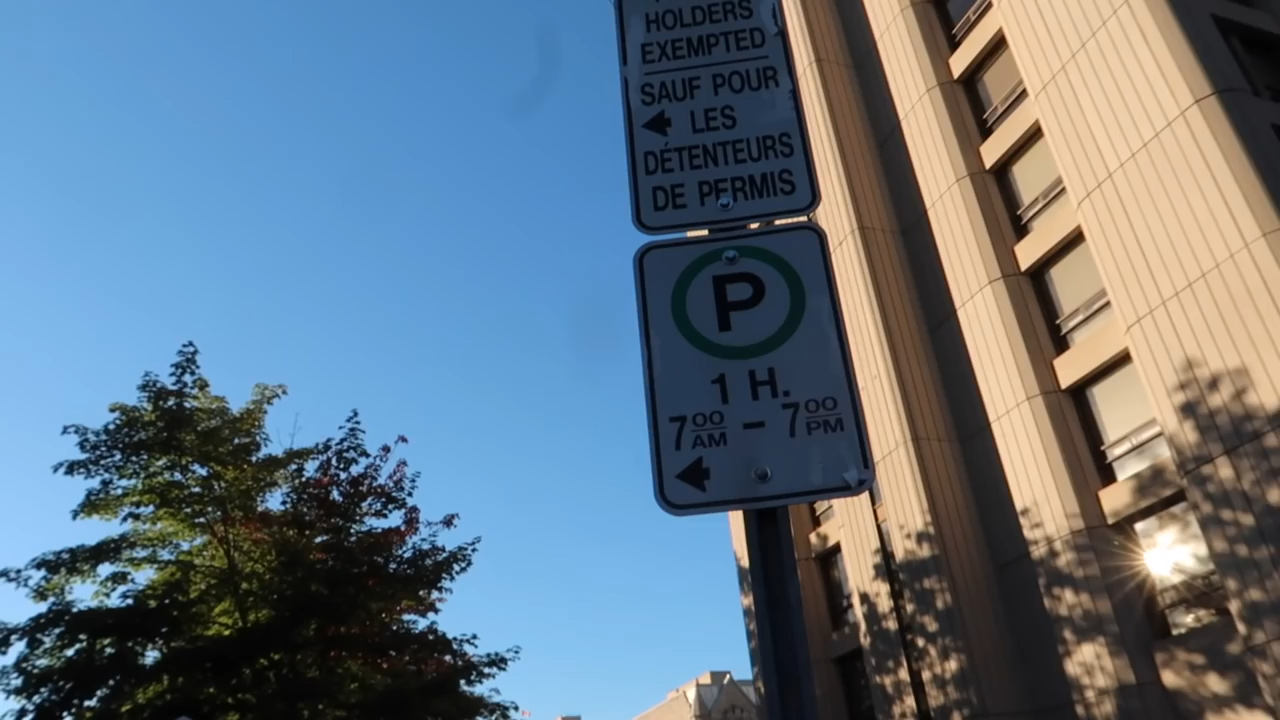 HOLDERS
EXEMPTED
SAUF POUR
LES
DÉTENTEURS
DE PERMIS
P
1 H.
7 00 AM – 7 00 PM